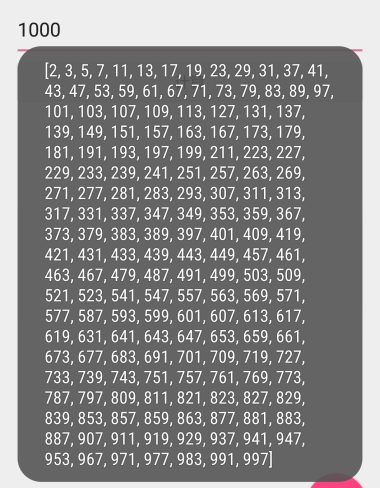 1000
[2, 3, 5, 7, 11, 13, 17, 19, 23, 29, 31, 37, 41,
43, 47, 53, 59, 61, 67, 71, 73, 79, 83, 89, 97,
101, 103, 107, 109, 113, 127, 131, 137,
139, 149, 151, 157, 163, 167, 173, 179,
181, 191, 193, 197, 199, 211, 223, 227,
229, 233, 239, 241, 251, 257, 263, 269,
271, 277, 281, 283, 293, 307, 311, 313,
317, 331, 337, 347, 349, 353, 359, 367,
373, 379, 383, 389, 397, 401, 409, 419,
421, 431, 433, 439, 443, 449, 457, 461,
463, 467, 479, 487, 491, 499, 503, 509,
521, 523, 541, 547, 557, 563, 569, 571,
577, 587, 593, 599, 601, 607, 613, 617,
619, 631, 641, 643, 647, 653, 659, 661,
673, 677, 683, 691, 701, 709, 719, 727,
733, 739, 743, 751, 757, 761, 769, 773,
787, 797, 809, 811, 821, 823, 827, 829,
839, 853, 857, 859, 863, 877, 881, 883,
887, 907, 911, 919, 929, 937, 941, 947,
953, 967, 971, 977, 983, 991, 997]